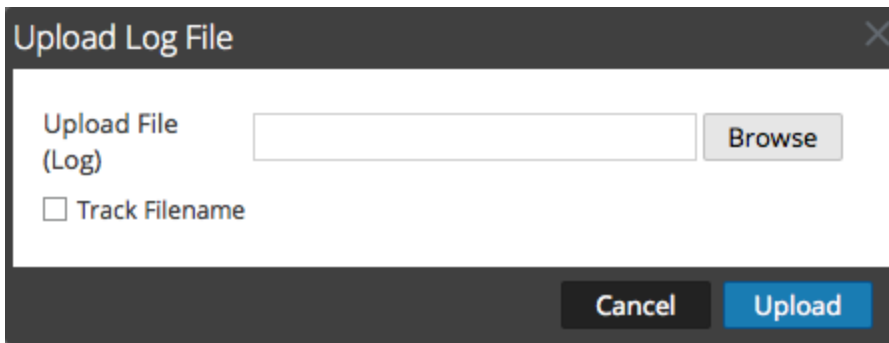 Upload Log File
Upload File
(Log)
Browse
Track Filename
Cancel
Upload